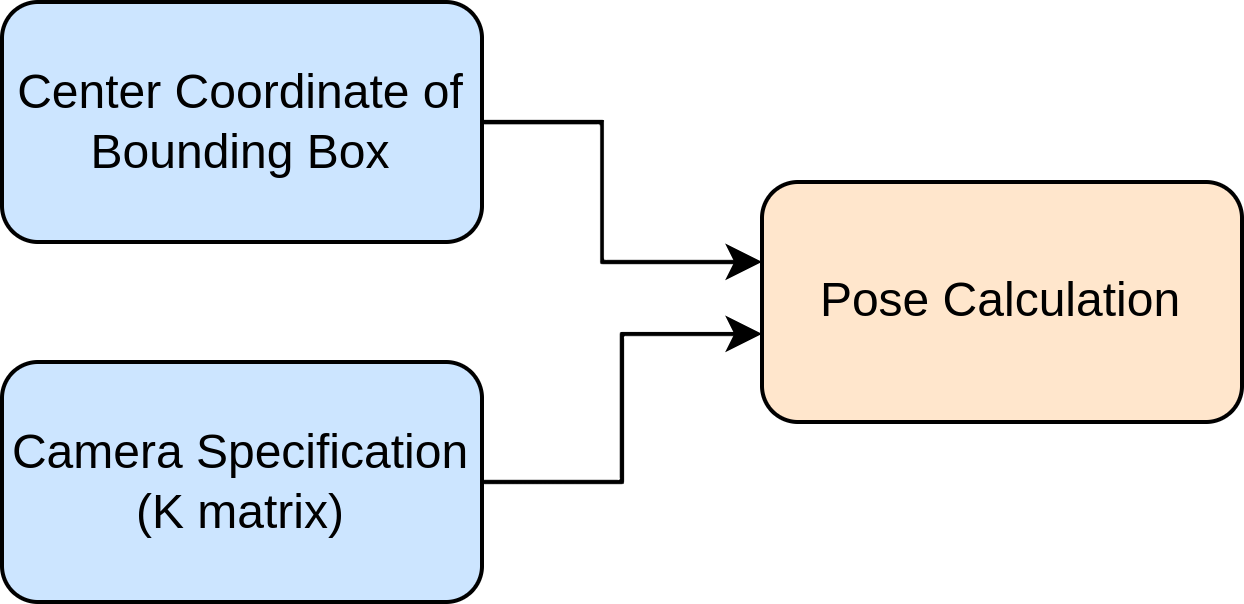 Center Coordinate of
Bounding Box
Pose Calculation
Camera Specification
(K matrix)